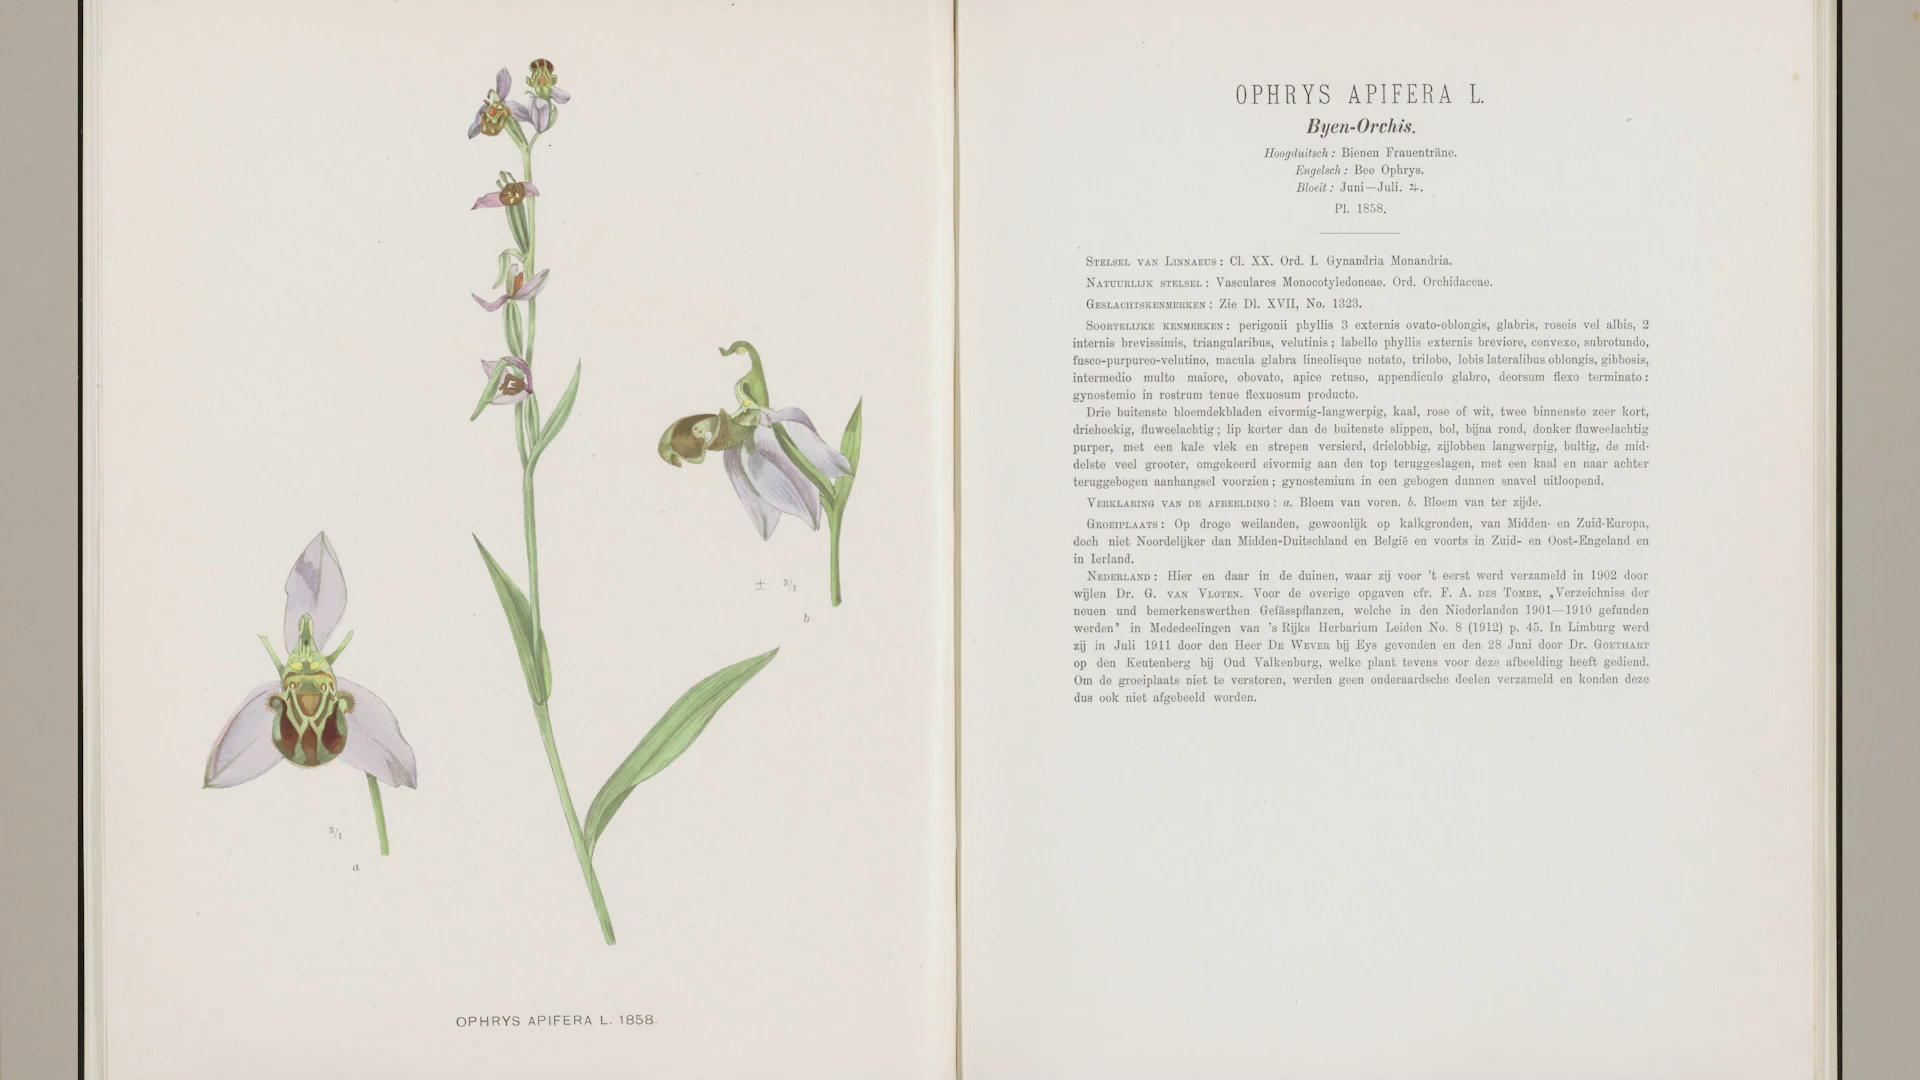 3/1
a
± 3/1
b
OPHRYS APIFERA L. 1858.
OPHRYS APIFERA L.
Byen-Orchis.
Hoogduitsch: Bienen Frauenträne.
Engelsch: Bee Ophrys.
Bloeit: Juni—Juli. ♃.
Pl. 1858.
Stelsel van Linnaeus: Cl. XX. Ord. I. Gynandria Monandria.
Natuurlijk stelsel: Vasculares Monocotyledoneae. Ord. Orchidaceae.
Geslachtskenmerken: Zie Dl. XVII, No. 1323.
Soortelijke kenmerken: perigonii phyllis 3 externis ovato-oblongis, glabris, roseis vel albis, 2
internis brevissimis, triangularibus, velutinis; labello phyllis externis breviore, convexo, subrotundo,
fusco-purpureo-velutino, macula glabra lineolisque notato, trilobo, lobis lateralibus oblongis, gibbosis,
intermedio multo maiore, obovato, apice retuso, appendiculo glabro, deorsum flexo terminato:
gynostemio in rostrum tenue flexuosum producto.
Drie buitenste bloemdekbladen eivormig-langwerpig, kaal, rose of wit, twee binnenste zeer kort,
driehoekig, fluweelachtig; lip korter dan de buitenste slippen, bol, bijna rond, donker fluweelachtig
purper, met een kale vlek en strepen versierd, drielobbig, zijlobben langwerpig, bultig, de mid-
delste veel grooter, omgekeerd eivormig aan den top teruggeslagen, met een kaal en naar achter
teruggebogen aanhangsel voorzien; gynostemium in een gebogen dunnen snavel uitloopend.
Verklaring van de afbeelding: a. Bloem van voren. b. Bloem van ter zijde.
Groeiplaats: Op droge weilanden, gewoonlijk op kalkgronden, van Midden- en Zuid-Europa,
doch niet Noordelijker dan Midden-Duitschland en België en voorts in Zuid- en Oost-Engeland en
in Ierland.
Nederland: Hier en daar in de duinen, waar zij voor 't eerst werd verzameld in 1902 door
wijlen Dr. G. van Vloten. Voor de overige opgaven cfr. F. A. des Tombe, „Verzeichniss der
neuen und bemerkenswerthen Gefässpflanzen, welche in den Niederlanden 1901—1910 gefunden
werden" in Mededeelingen van 's Rijks Herbarium Leiden No. 8 (1912) p. 45. In Limburg werd
zij in Juli 1911 door den Heer De Wever bij Eys gevonden en den 28 Juni door Dr. Goethart
op den Keutenberg bij Oud Valkenburg, welke plant tevens voor deze afbeelding heeft gediend.
Om de groeiplaats niet te verstoren, werden geen onderaardsche deelen verzameld en konden deze
dus ook niet afgebeeld worden.